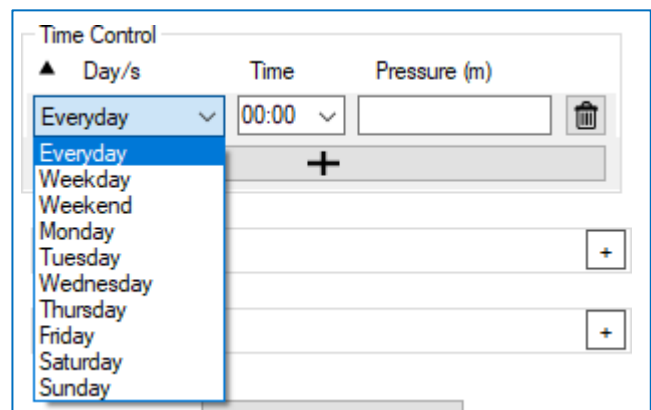 Time Control
▲ Day/s Time Pressure (m)
Everyday 00:00
Everyday
+
Weekday
Weekend
Monday
Tuesday
+
Wednesday
Thursday
Friday
+
Saturday
Sunday